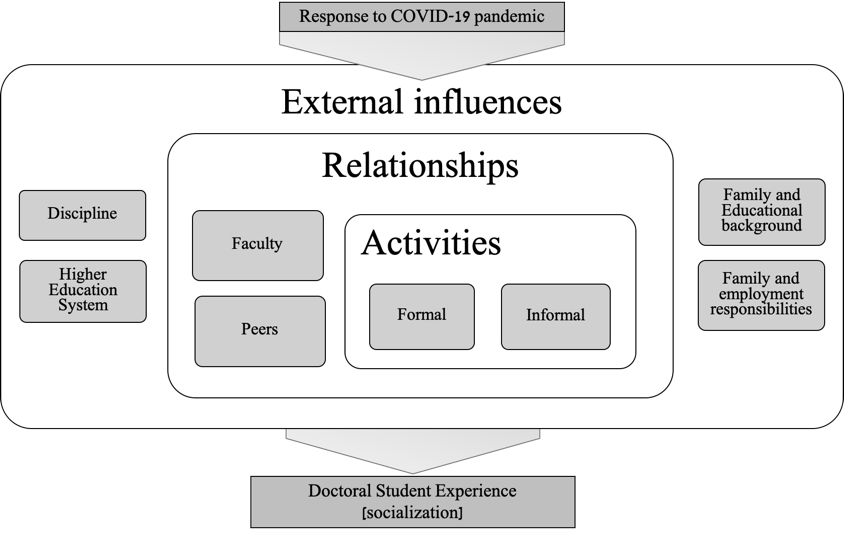 Response to COVID-19 pandemic
External influences
Relationships
Discipline
Higher
Education
System
Faculty
Peers
Activities
Formal
Informal
Family and
Educational
background
Family and
employment
responsibilities
Doctoral Student Experience
[socialization]